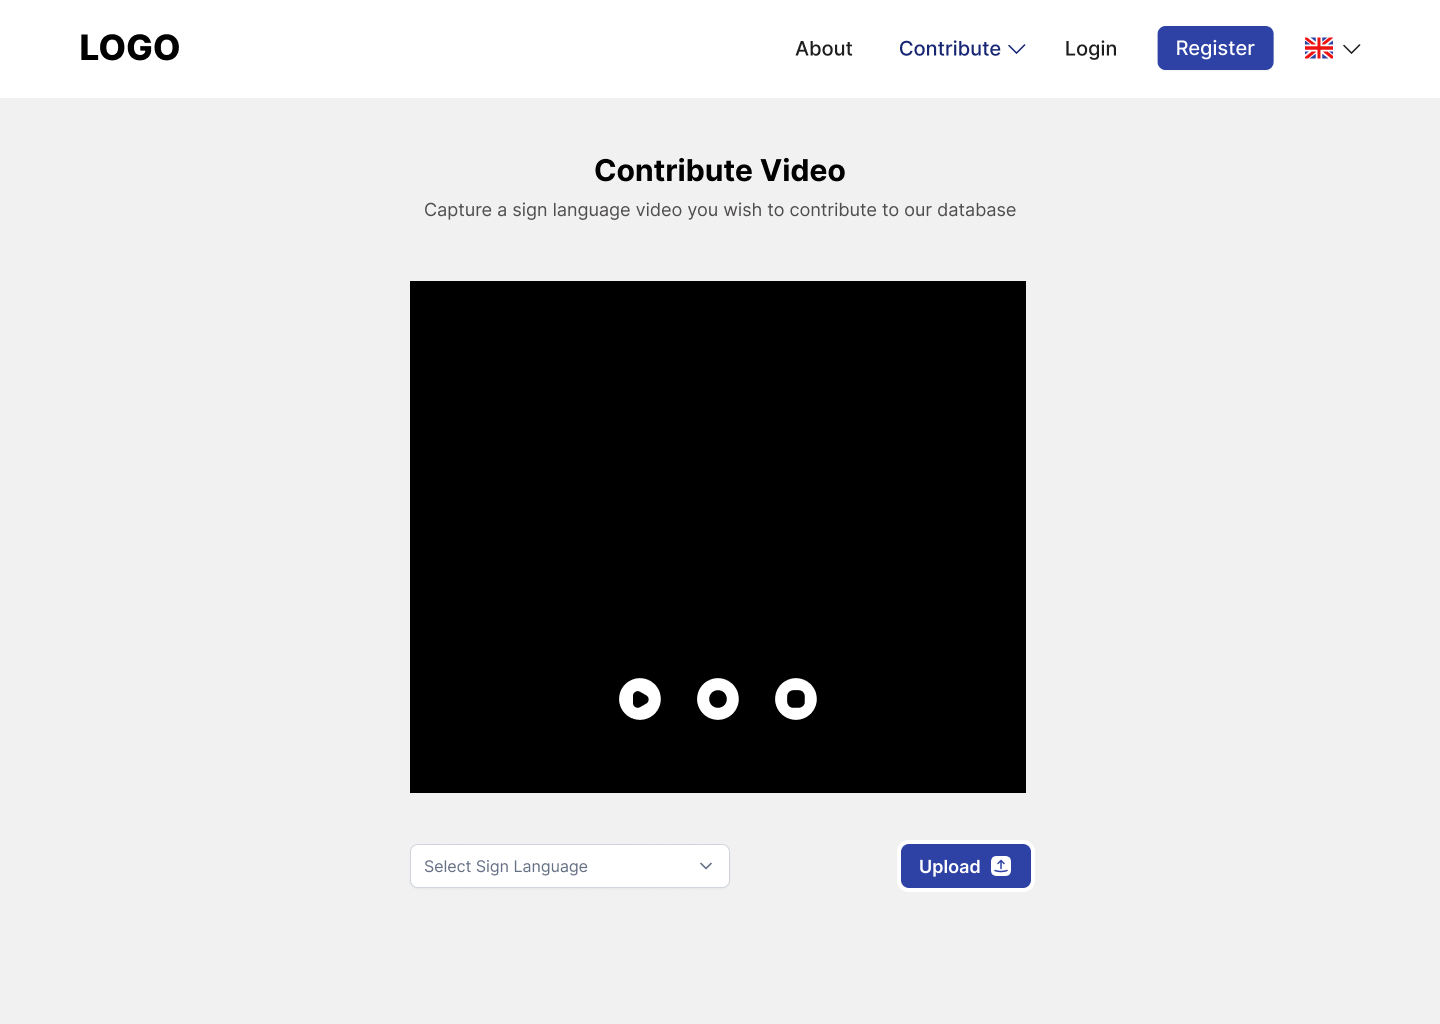 LOGO
About
Contribute
Login
Register
Contribute Video
Capture a sign language video you wish to contribute to our database
Select Sign Language
Upload